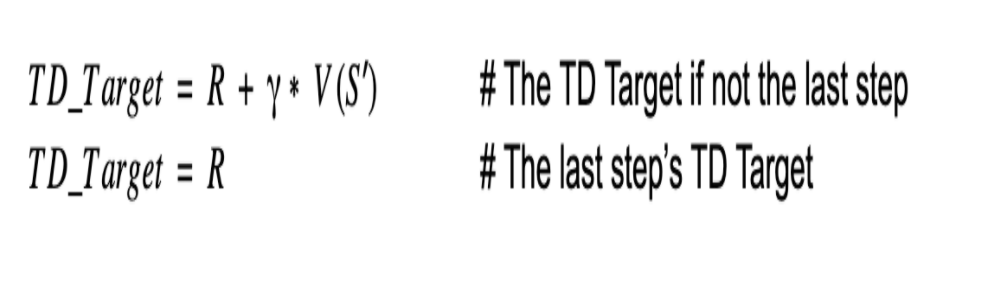 TD_Target = R + γ * V(S′) # The TD Target if not the last step
TD_Target = R # The last step's TD Target